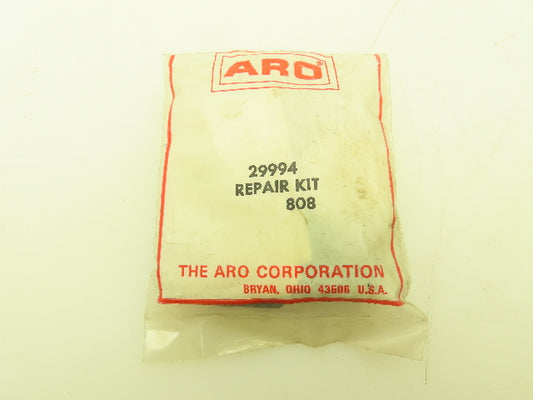 ARO®
29994
REPAIR KIT
808
THE ARO CORPORATION
BRYAN, OHIO 43506 U.S.A.